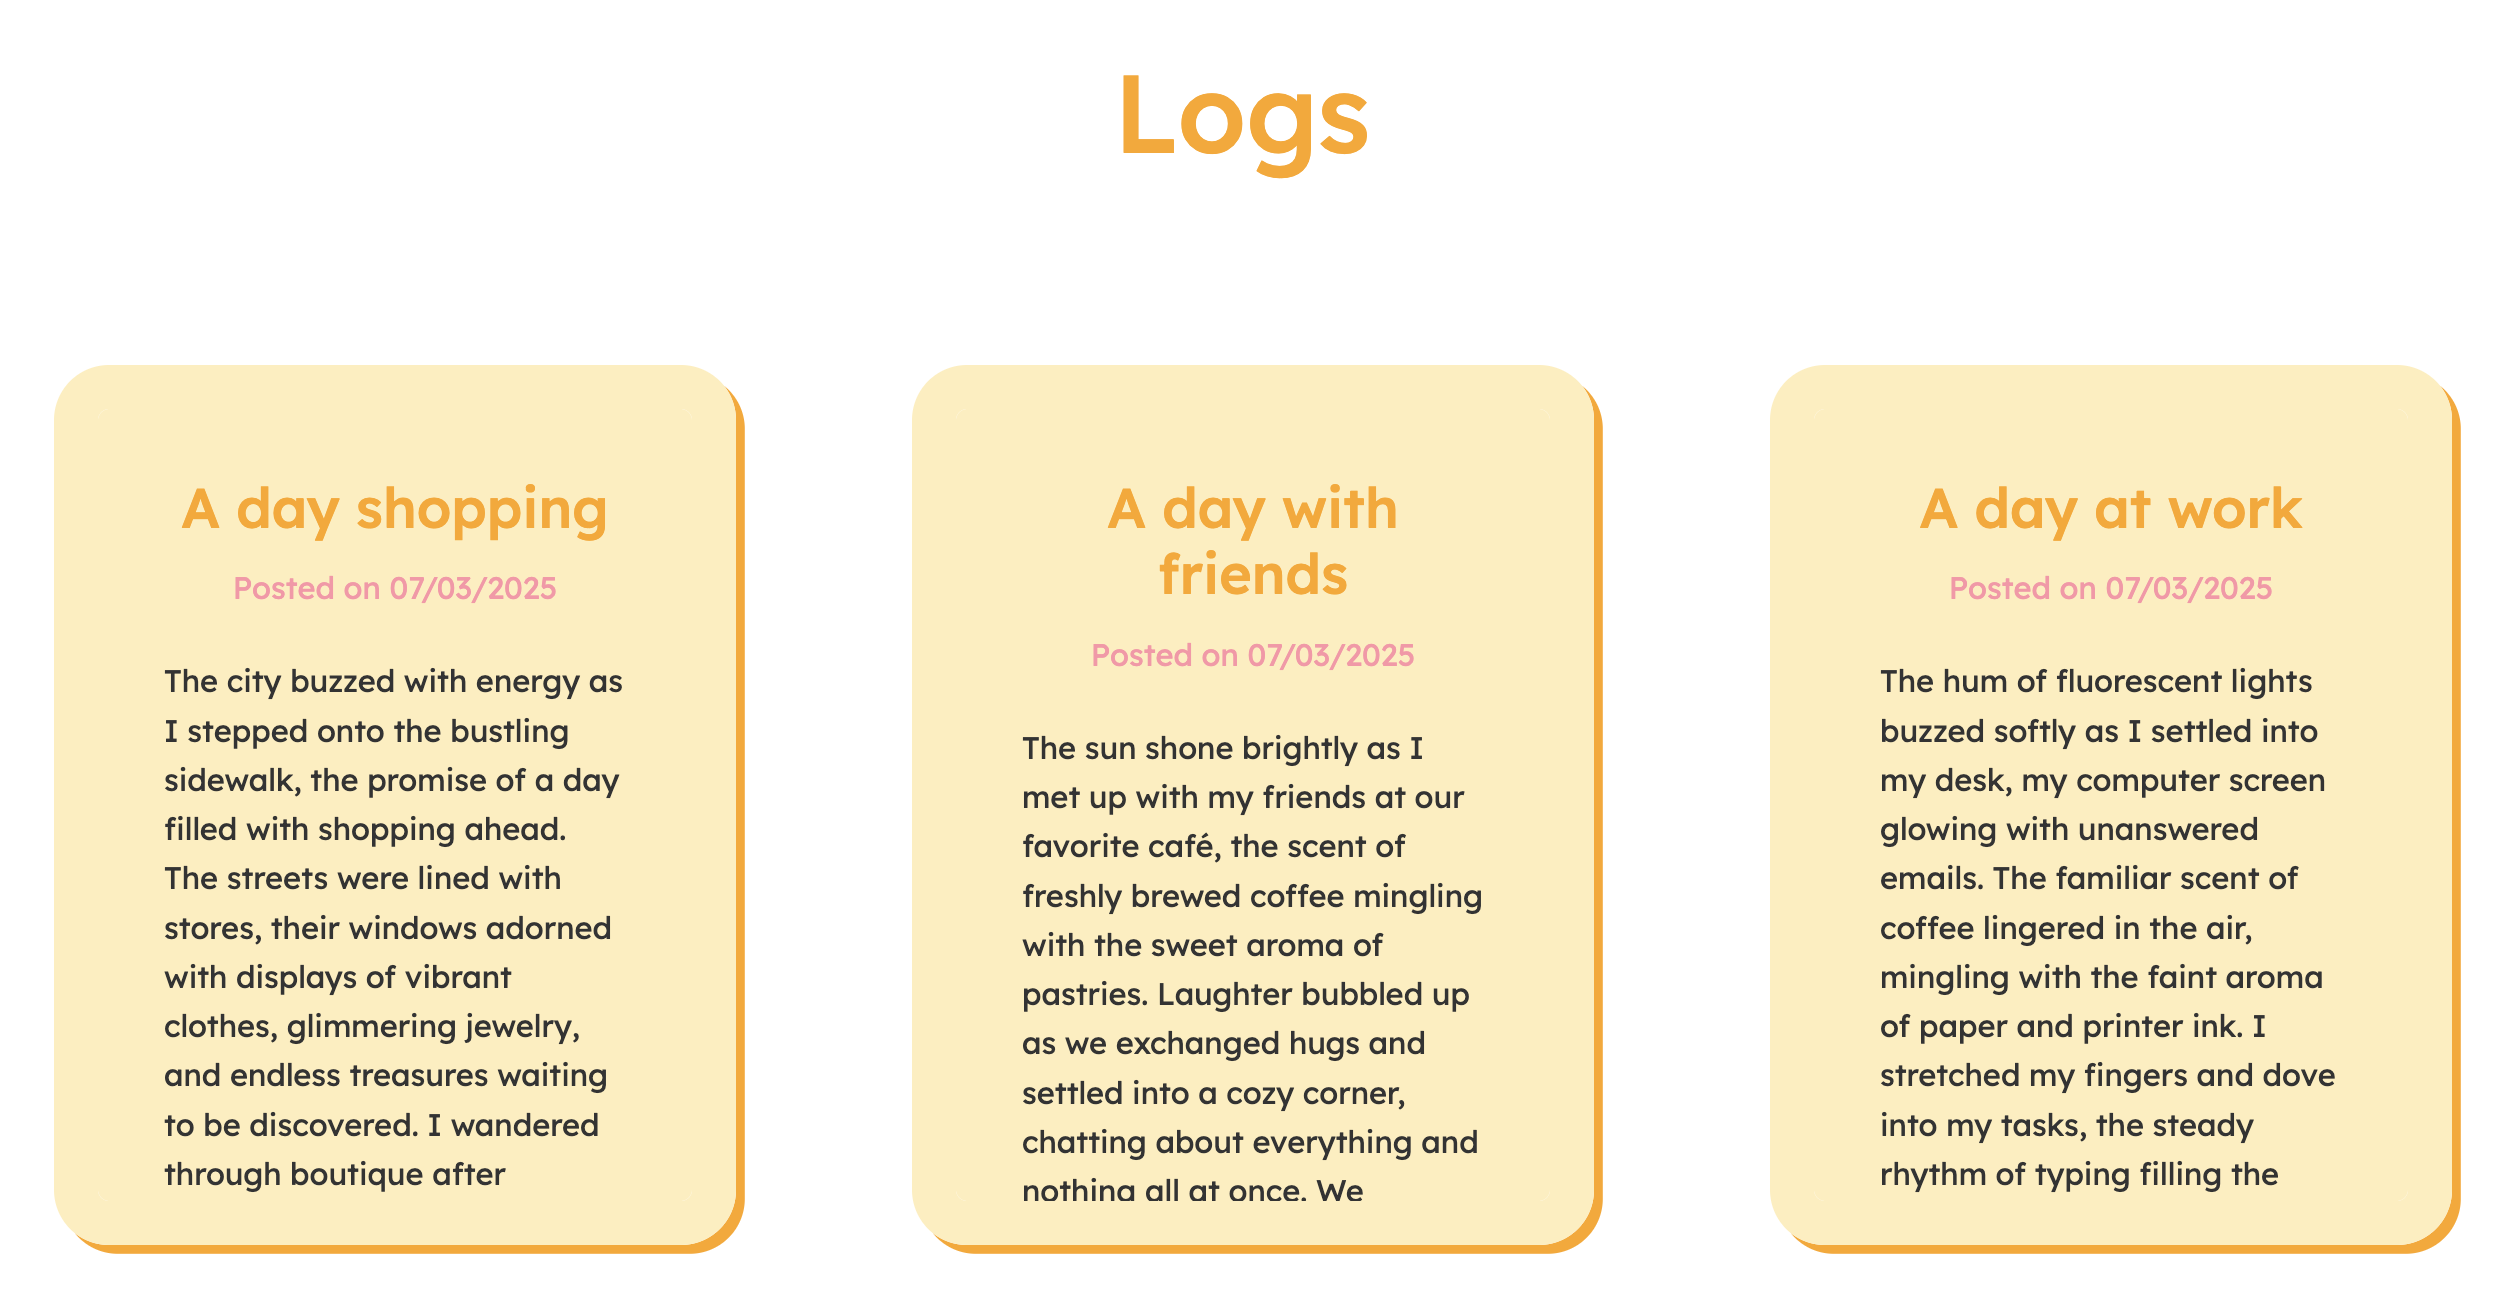 Logs
A day shopping
Posted on 07/03/2025
The city buzzed with energy as
I stepped onto the bustling
sidewalk, the promise of a day
filled with shopping ahead.
The streets were lined with
stores, their windows adorned
with displays of vibrant
clothes, glimmering jewelry,
and endless treasures waiting
to be discovered. I wandered
through boutique after
A day with
friends
Posted on 07/03/2025
The sun shone brightly as I
met up with my friends at our
favorite café, the scent of
freshly brewed coffee mingling
with the sweet aroma of
pastries. Laughter bubbled up
as we exchanged hugs and
settled into a cozy corner,
chatting about everything and
nothing all at once. We
A day at work
Posted on 07/03/2025
The hum of fluorescent lights
buzzed softly as I settled into
my desk, my computer screen
glowing with unanswered
emails. The familiar scent of
coffee lingered in the air,
mingling with the faint aroma
of paper and printer ink. I
stretched my fingers and dove
into my tasks, the steady
rhythm of typing filling the